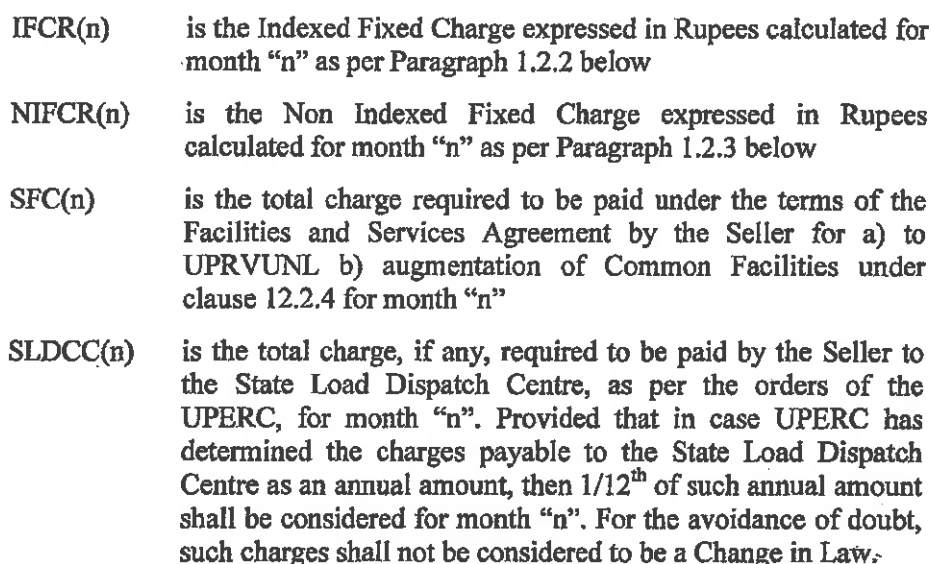 IFCR(n) is the Indexed Fixed Charge expressed in Rupees calculated for
month “n” as per Paragraph 1.2.2 below
NIFCR(n) is the Non Indexed Fixed Charge expressed in Rupees
calculated for month “n” as per Paragraph 1.2.3 below
SFC(n) is the total charge required to be paid under the terms of the
Facilities and Services Agreement by the Seller for a) to
UPRVUNL b) augmentation of Common Facilities under
clause 12.2.4 for month “n”
SLDCC(n) is the total charge, if any, required to be paid by the Seller to
the State Load Dispatch Centre, as per the orders of the
UPERC, for month “n”. Provided that in case UPERC has
determined the charges payable to the State Load Dispatch
Centre as an annual amount, then 1/12th of such annual amount
shall be considered for month “n”. For the avoidance of doubt,
such charges shall not be considered to be a Change in Law.